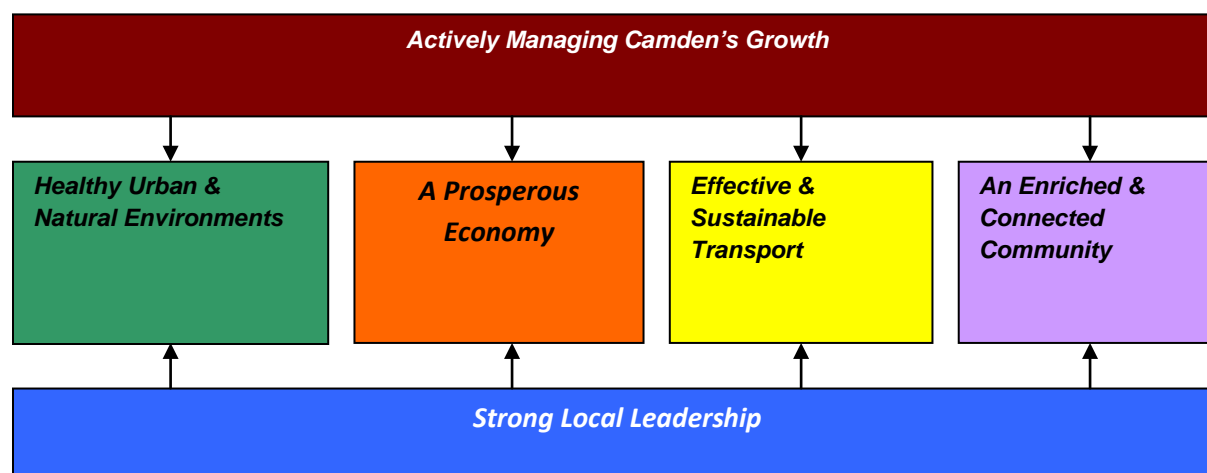 Actively Managing Camden’s Growth
Healthy Urban &
Natural Environments
A Prosperous
Economy
Effective &
Sustainable
Transport
An Enriched &
Connected
Community
Strong Local Leadership